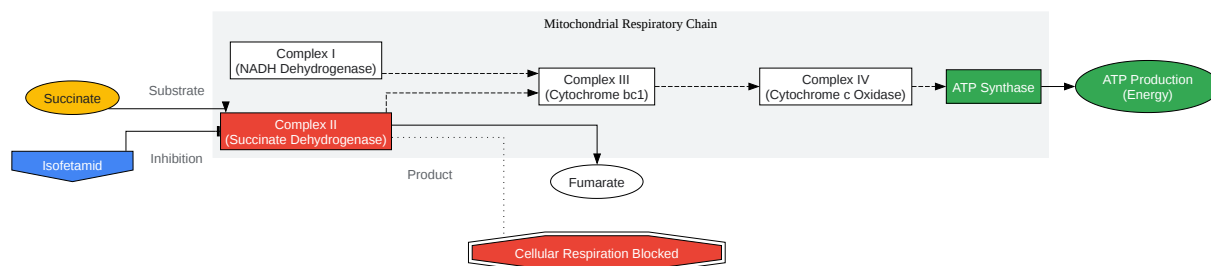 Mitochondrial Respiratory Chain
Complex I
(NADH Dehydrogenase)
Complex III
(Cytochrome bc1)
Complex IV
(Cytochrome c Oxidase)
ATP Synthase
ATP Production
(Energy)
Succinate
Substrate
Complex II
(Succinate Dehydrogenase)
Isofetamid
Inhibition
Product
Fumarate
Cellular Respiration Blocked